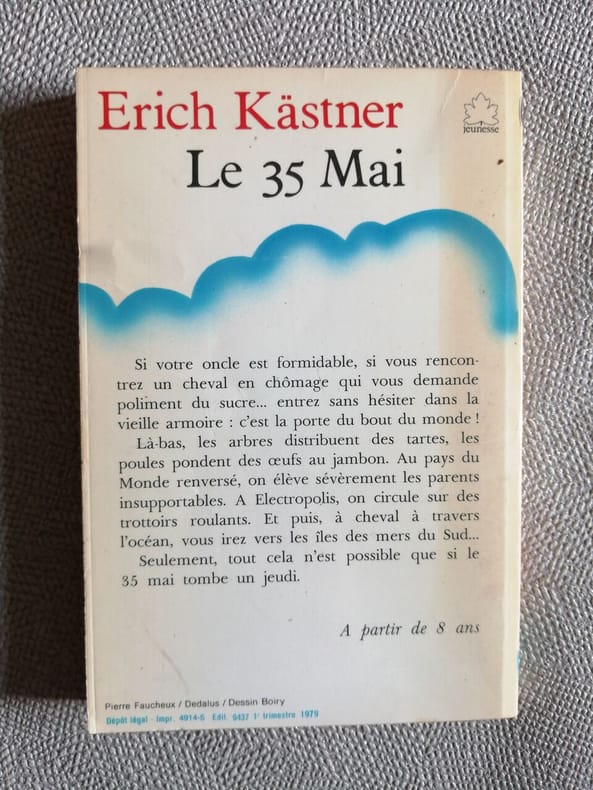 Erich Kästner
jeunesse
Le 35 Mai
Si votre oncle est formidable, si vous rencon-
trez un cheval en chômage qui vous demande
poliment du sucre... entrez sans hésiter dans la
vieille armoire : c'est la porte du bout du monde !
Là-bas, les arbres distribuent des tartes, les
poules pondent des œufs au jambon. Au pays du
Monde renversé, on élève sévèrement les parents
insupportables. A Electropolis, on circule sur des
trottoirs roulants. Et puis, à cheval à travers
l'océan, vous irez vers les îles des mers du Sud...
Seulement, tout cela n'est possible que si le
35 mai tombe un jeudi.
A partir de 8 ans
Pierre Faucheux / Dedalus / Dessin Boiry
Dépôt légal - Impr. 4914-5 Edit. 9437 1e trimestre 1979